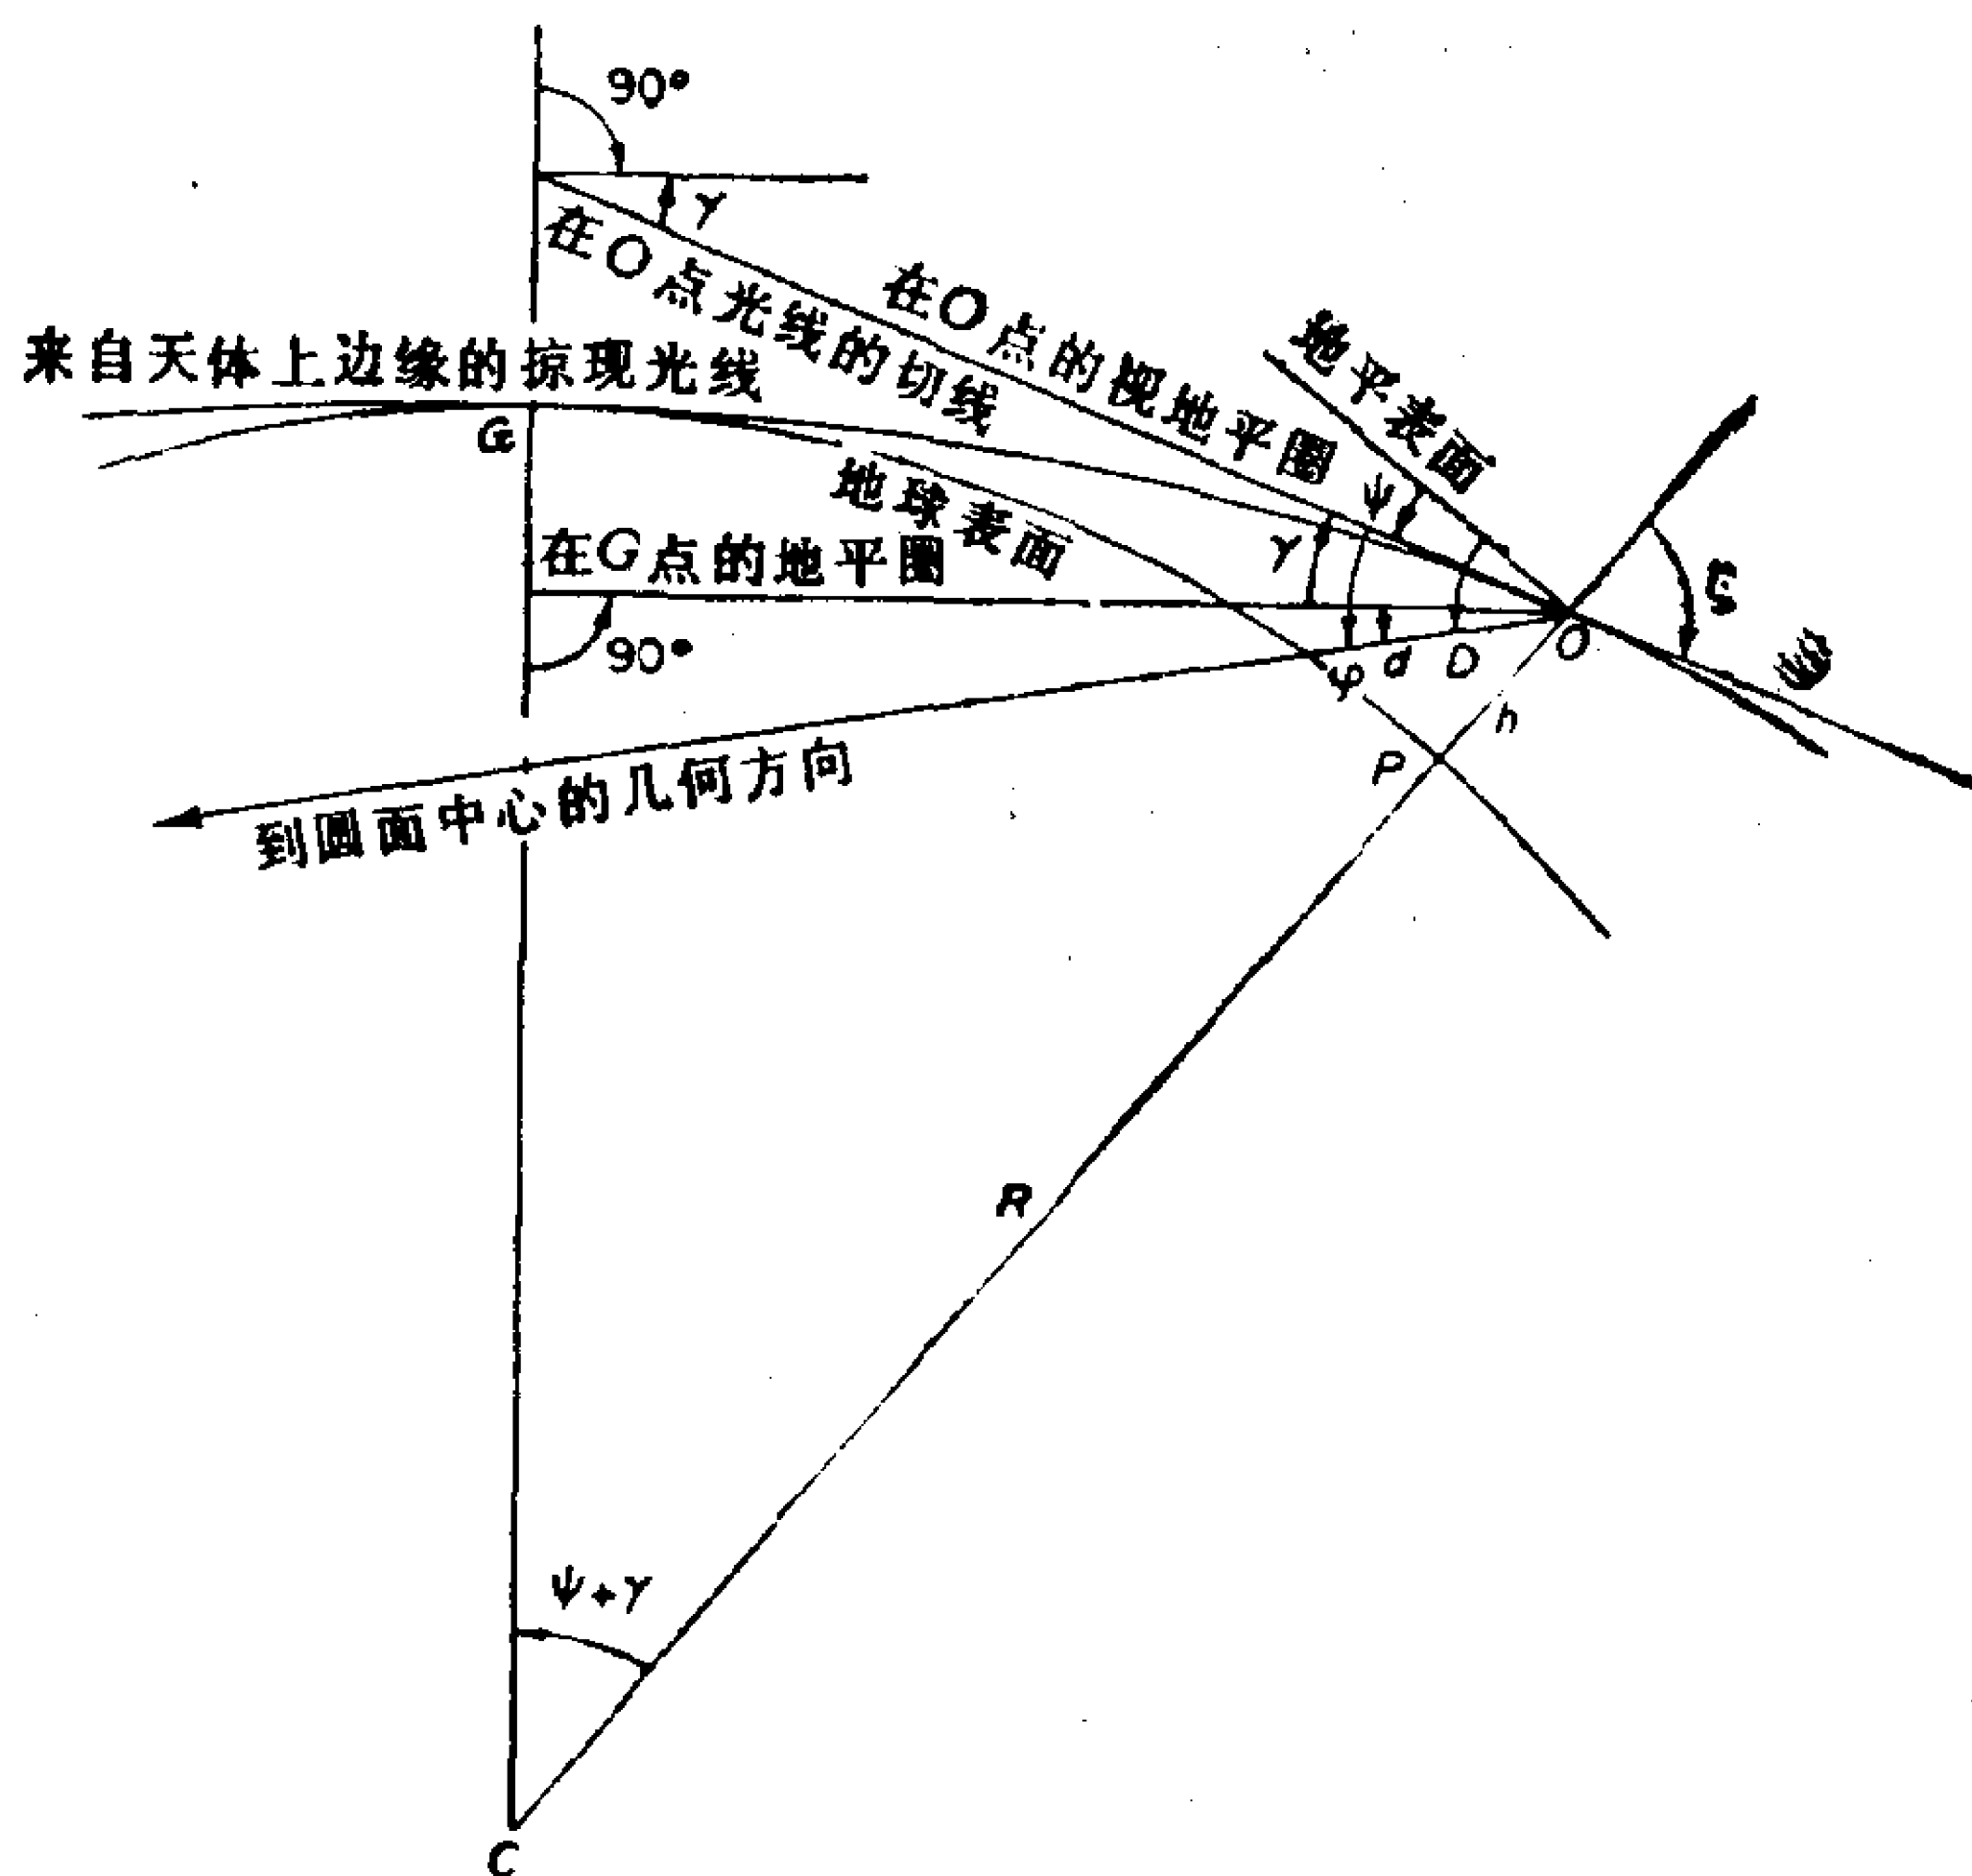 90°
γ
在O点光线的切线
在O点的视地平圈
地平表面
来自天体上边缘的掠现光线
G
地球表面
ψ
ξ
在G点的地平圈
γ
90°
φ
d
D
O
h
P
到圆面中心的几何方向
R
ψ+γ
C